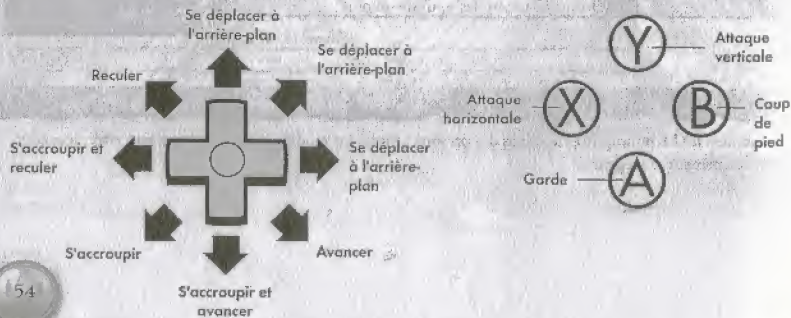 Se déplacer à
l'arrière-plan
Se déplacer à
l'arrière-plan
Reculer
S'accroupir et
reculer
Se déplacer
à l'arrière-
plan
S'accroupir
Avancer
S'accroupir et
avancer
Y
Attaque
verticale
Attaque
horizontale
X
B
Coup
de
pied
Garde
A
54